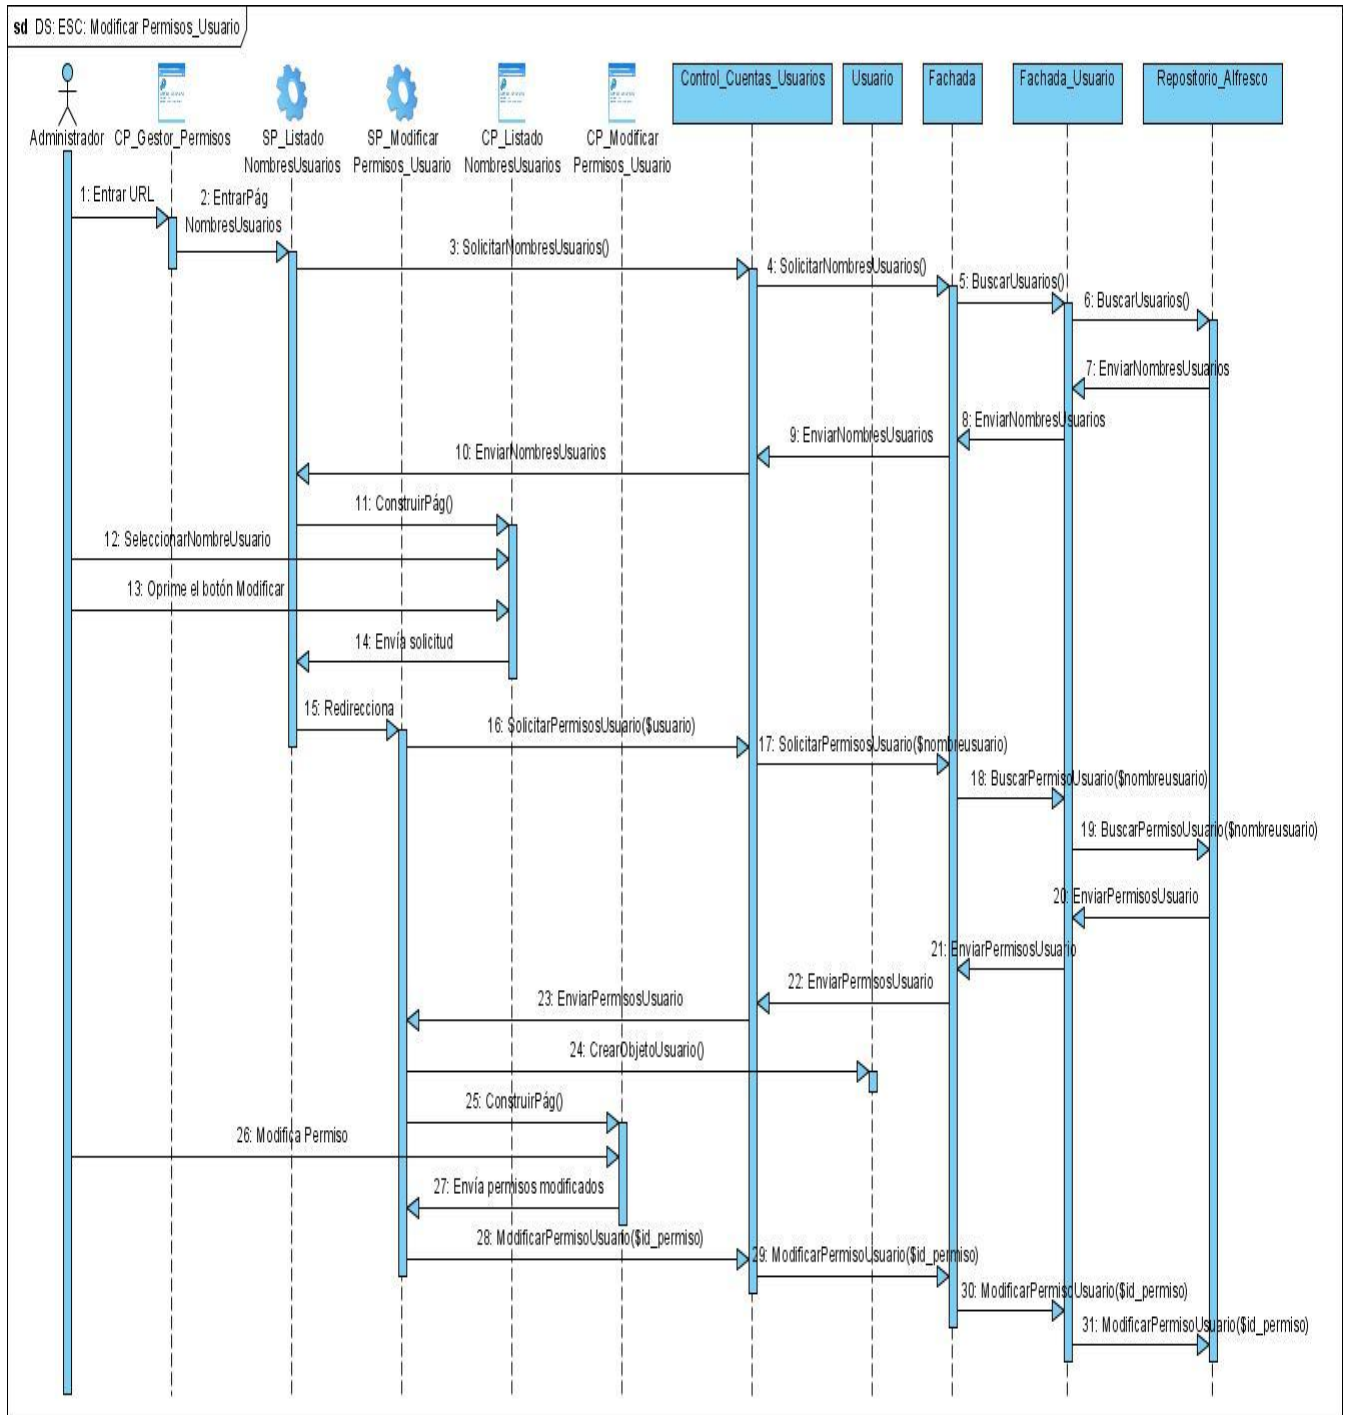 sd DS: ESC: Modificar Permisos_Usuario
Administrador
CP_Gestor_Permisos
SP_Listado
NombresUsuarios
SP_Modificar
Permisos_Usuario
CP_Listado
NombresUsuarios
CP_Modificar
Permisos_Usuario
Control_Cuentas_Usuarios
Usuario
Fachada
Fachada_Usuario
Repositorio_Alfresco
1: Entrar URL
2: EntrarPág
NombresUsuarios
3: SolicitarNombresUsuarios()
4: SolicitarNombresUsuarios()
5: BuscarUsuarios()
6: BuscarUsuarios()
7: EnviarNombresUsuarios
8: EnviarNombresUsuarios
9: EnviarNombresUsuarios
10: EnviarNombresUsuarios
11: ConstruirPág()
12: SeleccionarNombreUsuario
13: Oprime el botón Modificar
14: Envía solicitud
15: Redirecciona
16: SolicitarPermisosUsuario($usuario)
17: SolicitarPermisosUsuario($nombreusuario)
18: BuscarPermisoUsuario($nombreusuario)
19: BuscarPermisoUsuario($nombreusuario)
20: EnviarPermisosUsuario
21: EnviarPermisosUsuario
22: EnviarPermisosUsuario
23: EnviarPermisosUsuario
24: CrearObjetoUsuario()
25: ConstruirPág()
26: Modifica Permiso
27: Envía permisos modificados
28: ModificarPermisoUsuario($id_permiso)
29: ModificarPermisoUsuario($id_permiso)
30: ModificarPermisoUsuario($id_permiso)
31: ModificarPermisoUsuario($id_permiso)